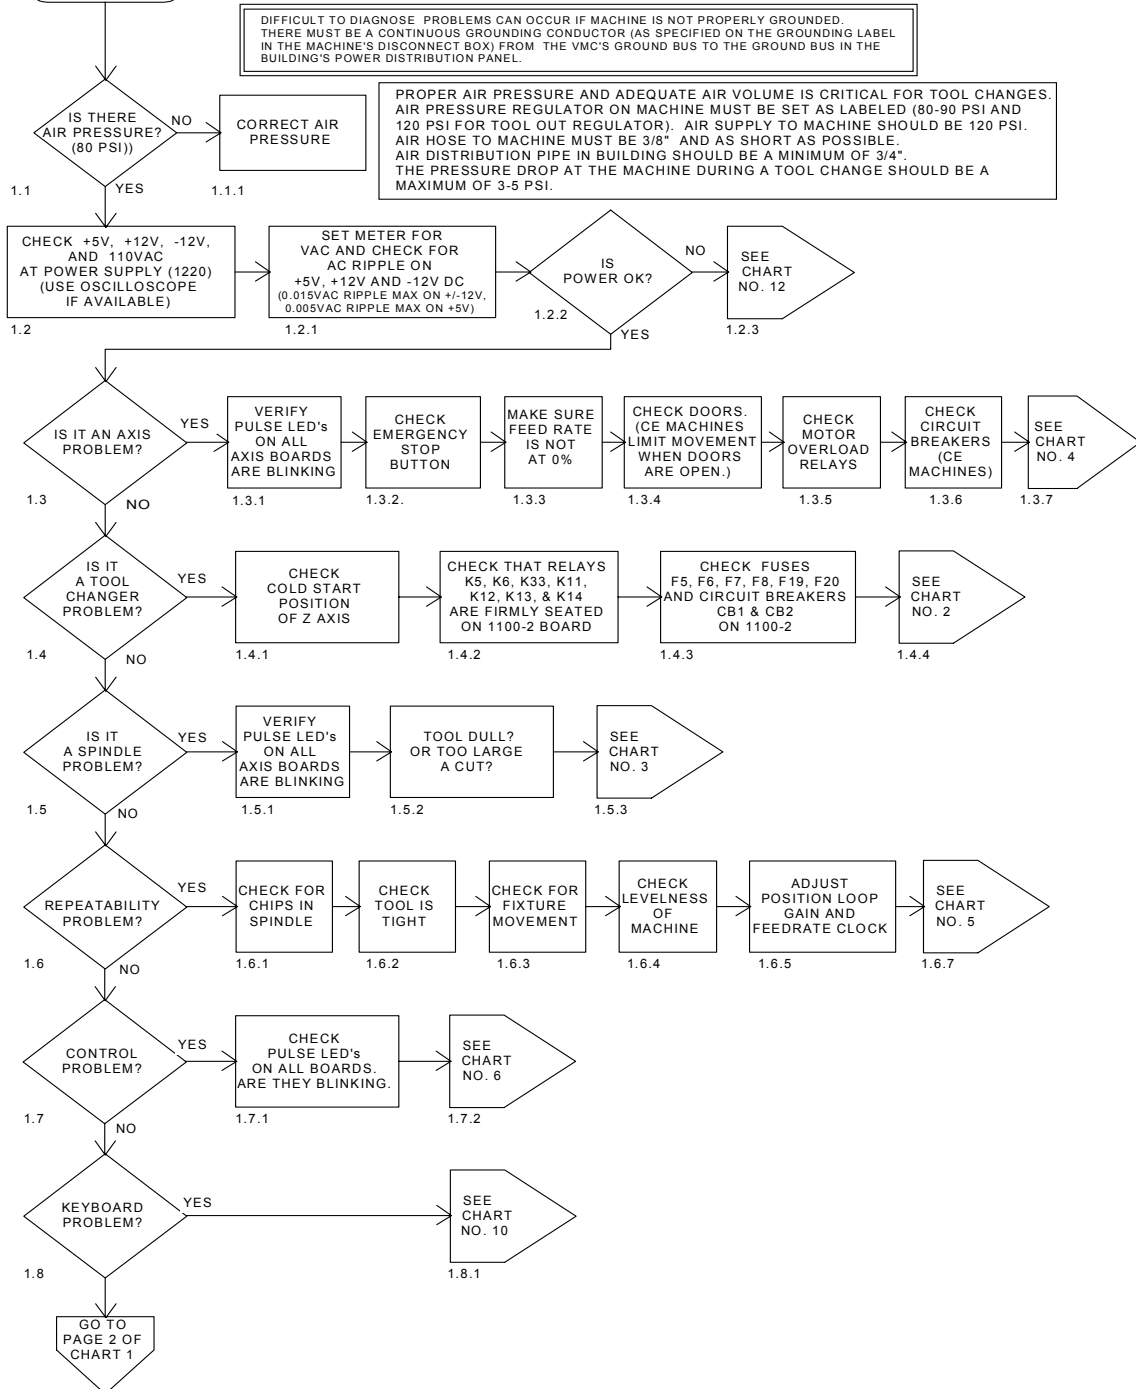 DIFFICULT TO DIAGNOSE PROBLEMS CAN OCCUR IF MACHINE IS NOT PROPERLY GROUNDED.
THERE MUST BE A CONTINUOUS GROUNDING CONDUCTOR (AS SPECIFIED ON THE GROUNDING LABEL
IN THE MACHINE'S DISCONNECT BOX) FROM THE VMC'S GROUND BUS TO THE GROUND BUS IN THE
BUILDING'S POWER DISTRIBUTION PANEL.
PROPER AIR PRESSURE AND ADEQUATE AIR VOLUME IS CRITICAL FOR TOOL CHANGES.
AIR PRESSURE REGULATOR ON MACHINE MUST BE SET AS LABELED (80-90 PSI AND
120 PSI FOR TOOL OUT REGULATOR). AIR SUPPLY TO MACHINE SHOULD BE 120 PSI.
AIR HOSE TO MACHINE MUST BE 3/8" AND AS SHORT AS POSSIBLE.
AIR DISTRIBUTION PIPE IN BUILDING SHOULD BE A MINIMUM OF 3/4".
THE PRESSURE DROP AT THE MACHINE DURING A TOOL CHANGE SHOULD BE A
MAXIMUM OF 3-5 PSI.
IS THERE
AIR PRESSURE?
(80 PSI))
NO
CORRECT AIR
PRESSURE
1.1
YES
1.1.1
CHECK +5V, +12V, -12V,
AND 110VAC
AT POWER SUPPLY (1220)
(USE OSCILLOSCOPE
IF AVAILABLE)
1.2
SET METER FOR
VAC AND CHECK FOR
AC RIPPLE ON
+5V, +12V AND -12V DC
(0.015VAC RIPPLE MAX ON +/-12V,
0.005VAC RIPPLE MAX ON +5V)
1.2.1
IS
POWER OK?
1.2.2
NO
YES
SEE
CHART
NO. 12
1.2.3
IS IT AN AXIS
PROBLEM?
1.3
YES
NO
VERIFY
PULSE LED's
ON ALL
AXIS BOARDS
ARE BLINKING
1.3.1
CHECK
EMERGENCY
STOP
BUTTON
1.3.2.
MAKE SURE
FEED RATE
IS NOT
AT 0%
1.3.3
CHECK DOORS.
(CE MACHINES
LIMIT MOVEMENT
WHEN DOORS
ARE OPEN.)
1.3.4
CHECK
MOTOR
OVERLOAD
RELAYS
1.3.5
CHECK
CIRCUIT
BREAKERS
(CE
MACHINES)
1.3.6
SEE
CHART
NO. 4
1.3.7
IS IT
A TOOL
CHANGER
PROBLEM?
1.4
YES
NO
CHECK
COLD START
POSITION
OF Z AXIS
1.4.1
CHECK THAT RELAYS
K5, K6, K33, K11,
K12, K13, & K14
ARE FIRMLY SEATED
ON 1100-2 BOARD
1.4.2
CHECK FUSES
F5, F6, F7, F8, F19, F20
AND CIRCUIT BREAKERS
CB1 & CB2
ON 1100-2
1.4.3
SEE
CHART
NO. 2
1.4.4
IS IT
A SPINDLE
PROBLEM?
1.5
YES
NO
VERIFY
PULSE LED's
ON ALL
AXIS BOARDS
ARE BLINKING
1.5.1
TOOL DULL?
OR TOO LARGE
A CUT?
1.5.2
SEE
CHART
NO. 3
1.5.3
REPEATABILITY
PROBLEM?
1.6
YES
NO
CHECK FOR
CHIPS IN
SPINDLE
1.6.1
CHECK
TOOL IS
TIGHT
1.6.2
CHECK FOR
FIXTURE
MOVEMENT
1.6.3
CHECK
LEVELNESS
OF
MACHINE
1.6.4
ADJUST
POSITION LOOP
GAIN AND
FEEDRATE CLOCK
1.6.5
SEE
CHART
NO. 5
1.6.7
CONTROL
PROBLEM?
1.7
YES
NO
CHECK
PULSE LED's
ON ALL BOARDS.
ARE THEY BLINKING.
1.7.1
SEE
CHART
NO. 6
1.7.2
KEYBOARD
PROBLEM?
1.8
YES
SEE
CHART
NO. 10
1.8.1
GO TO
PAGE 2 OF
CHART 1